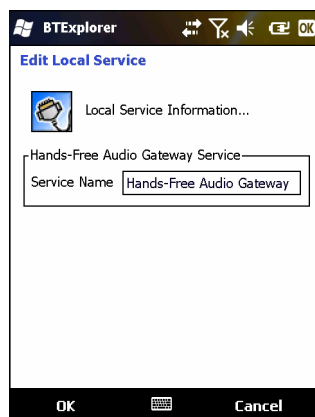 BTExplorer OK
Edit Local Service
Local Service Information...
Hands-Free Audio Gateway Service
Service Name Hands-Free Audio Gateway
OK Cancel